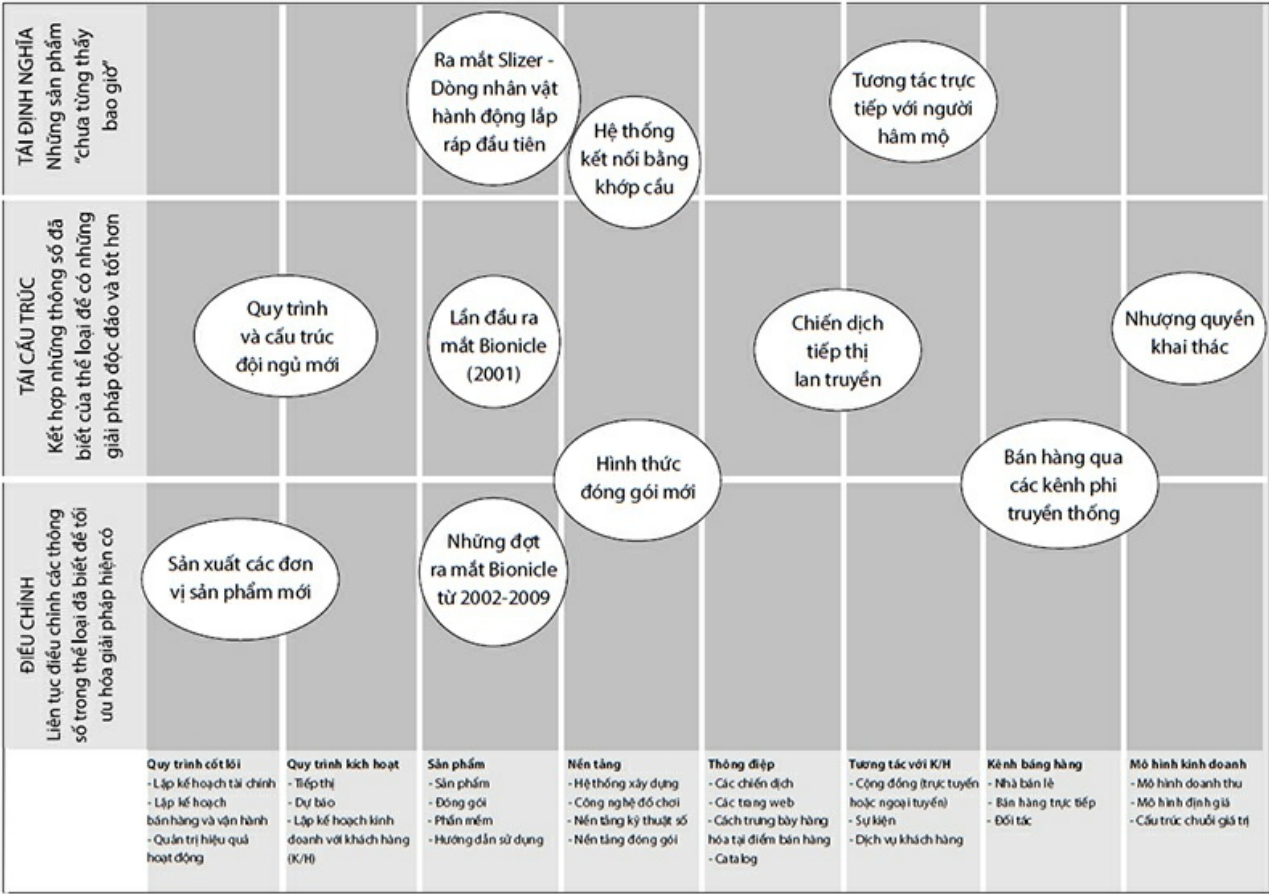 TÁI ĐỊNH NGHĨA
Những sản phẩm
"chưa từng thấy
bao giờ"
Ra mắt Slizer -
Dòng nhân vật
hành động lắp
ráp đầu tiên
Hệ thống
kết nối bằng
khớp cầu
Tương tác trực
tiếp với người
hâm mộ
TÁI CẤU TRÚC
Kết hợp những thông số đã
biết của thể loại để có những
giải pháp độc đáo và tốt hơn
Quy trình
và cấu trúc
đội ngủ mới
Lần đầu ra
mắt Bionicle
(2001)
Chiến dịch
tiếp thị
lan truyền
Nhượng quyền
khai thác
Hình thức
đóng gói mới
Bán hàng qua
các kênh phi
truyền thống
ĐIỀU CHỈNH
Liên tục điều chỉnh các thông
số trong thể loại đã biết để tối
ưu hóa giải pháp hiện có
Sản xuất các đơn
vị sản phẩm mới
Những đợt
ra mắt Bionicle
từ 2002-2009
Quy trình cốt lõi
- Lập kế hoạch tài chính
- Lập kế hoạch
bán hàng và vận hành
- Quản trị hiệu quả
hoạt động
Quy trình kích hoạt
- Tiếp thị
- Dự báo
- Lập kế hoạch kinh
doanh với khách hàng
(K/H)
Sản phẩm
- Sản phẩm
- Đóng gói
- Phần mềm
- Hướng dẫn sử dụng
Nền tảng
- Hệ thống xây dựng
- Công nghệ đồ chơi
- Nền tảng kỹ thuật số
- Nền tảng đóng gói
Thông điệp
- Các chiến dịch
- Các trang web
- Cách trưng bày hàng
hóa tại điểm bán hàng
- Catalog
Tương tác với K/H
- Cộng đồng (trực tuyến
hoặc ngoại tuyến)
- Sự kiện
- Dịch vụ khách hàng
Kênh báng hàng
- Nhà bán lẻ
- Bán hàng trực tiếp
- Đối tác
Mô hình kinh doanh
- Mô hình doanh thu
- Mô hình định giá
- Cấu trúc chuỗi giá trị